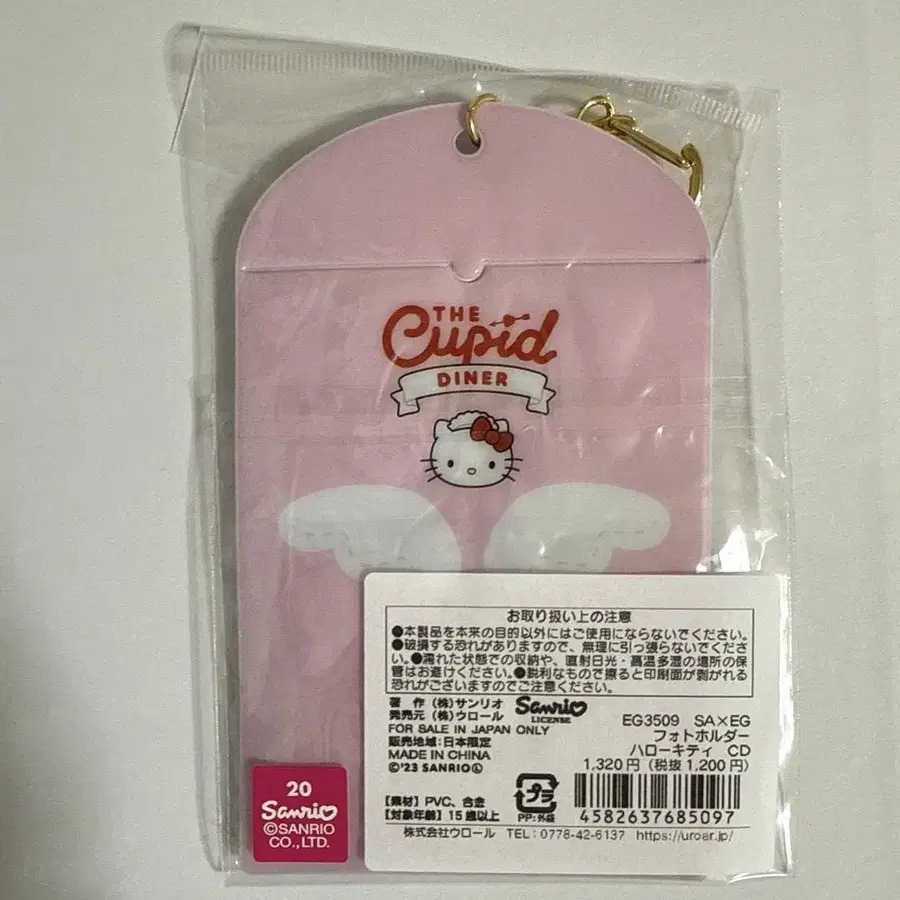 THE
Cupid
DINER
お取り扱い上の注意
●本製品を本来の目的以外にはご使用にならないでください。
●破損する恐れがありますので、無理に引っ張らないでくださ
い。●濡れた状態での収納や、直射日光・高温多湿の場所の保
管はお避けください。●鋭利なもので擦ると印刷面が剝がれる
恐れがございますのでご注意ください。
著 作 (株)サンリオ
発売元 (株)ウロール
Sanrio
LICENSE
FOR SALE IN JAPAN ONLY
販売地域:日本限定
MADE IN CHINA
©'23 SANRIO Ⓛ
EG3509 SA×EG
フォトホルダー
ハローキティ CD
1,320円(税抜1,200円)
【素材】PVC、合金
【対象年齢】15歳以上
プラ
PP:外袋
4582637685097
株式会社ウロール TEL:0778-42-6137 https://uroar.jp/
20
Sanrio
©SANRIO
CO.,LTD.